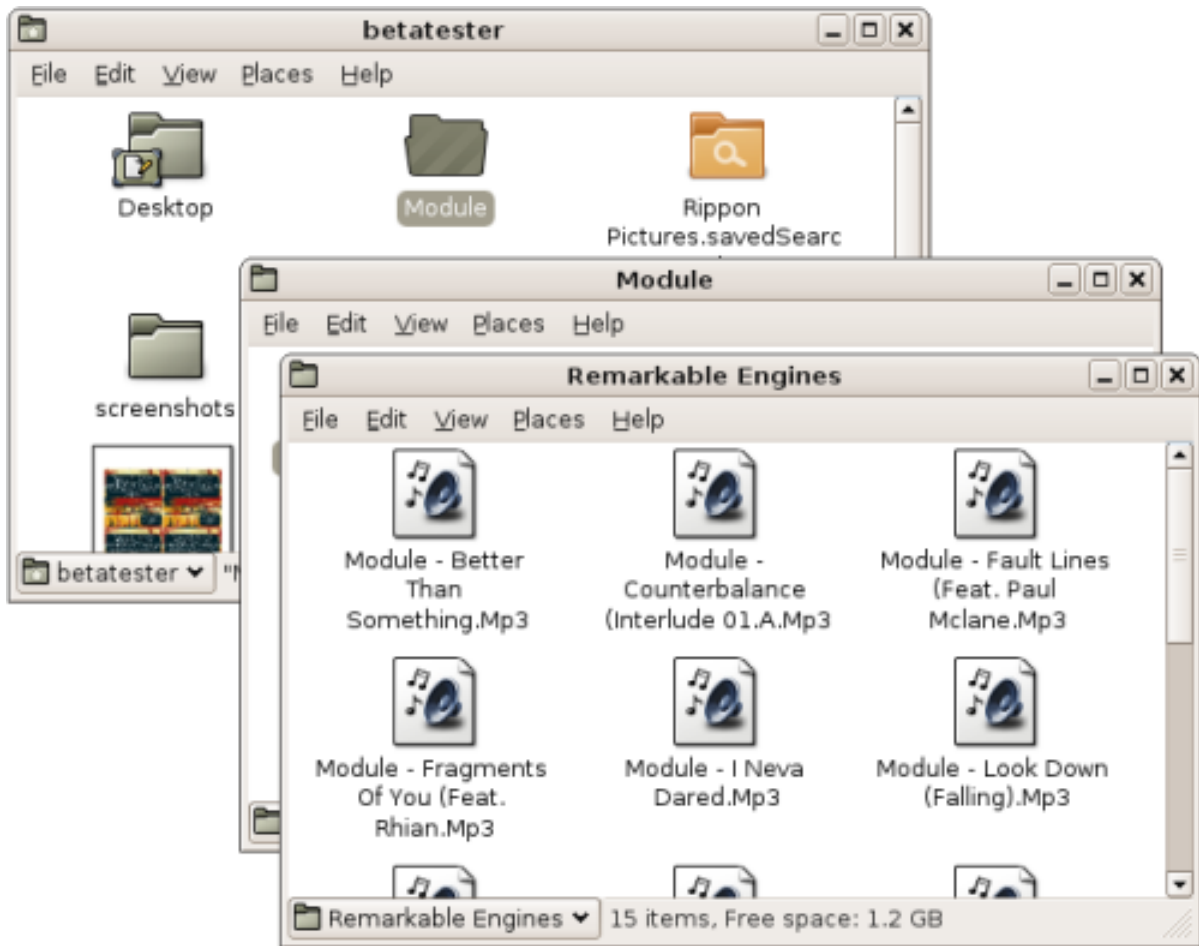 betatester
File Edit View Places Help
Desktop
Module
Rippon
Pictures.savedSearc
screenshots
betatester
Module
File Edit View Places Help
Remarkable Engines
File Edit View Places Help
Module - Better
Than
Something.Mp3
Module -
Counterbalance
(Interlude 01.A.Mp3
Module - Fault Lines
(Feat. Paul
Mclane.Mp3
Module - Fragments
Of You (Feat.
Rhian.Mp3
Module - I Neva
Dared.Mp3
Module - Look Down
(Falling).Mp3
Remarkable Engines
15 items, Free space: 1.2 GB